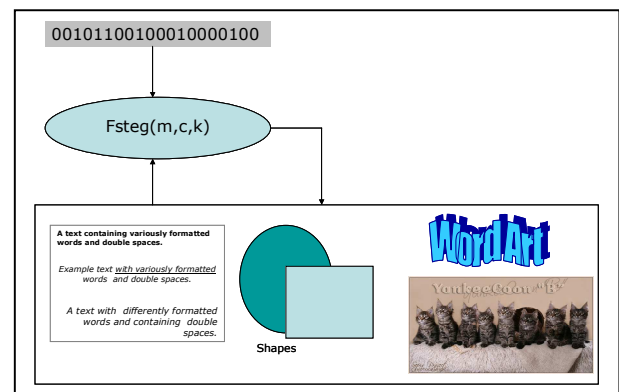 00101100100010000100
Fsteg(m,c,k)
A text containing variously formatted
words and double spaces.
Example text with variously formatted
words  and double spaces.
A text with  differently formatted
words and containing  double
spaces.
Shapes
WordArt
YankeeCoon "B"